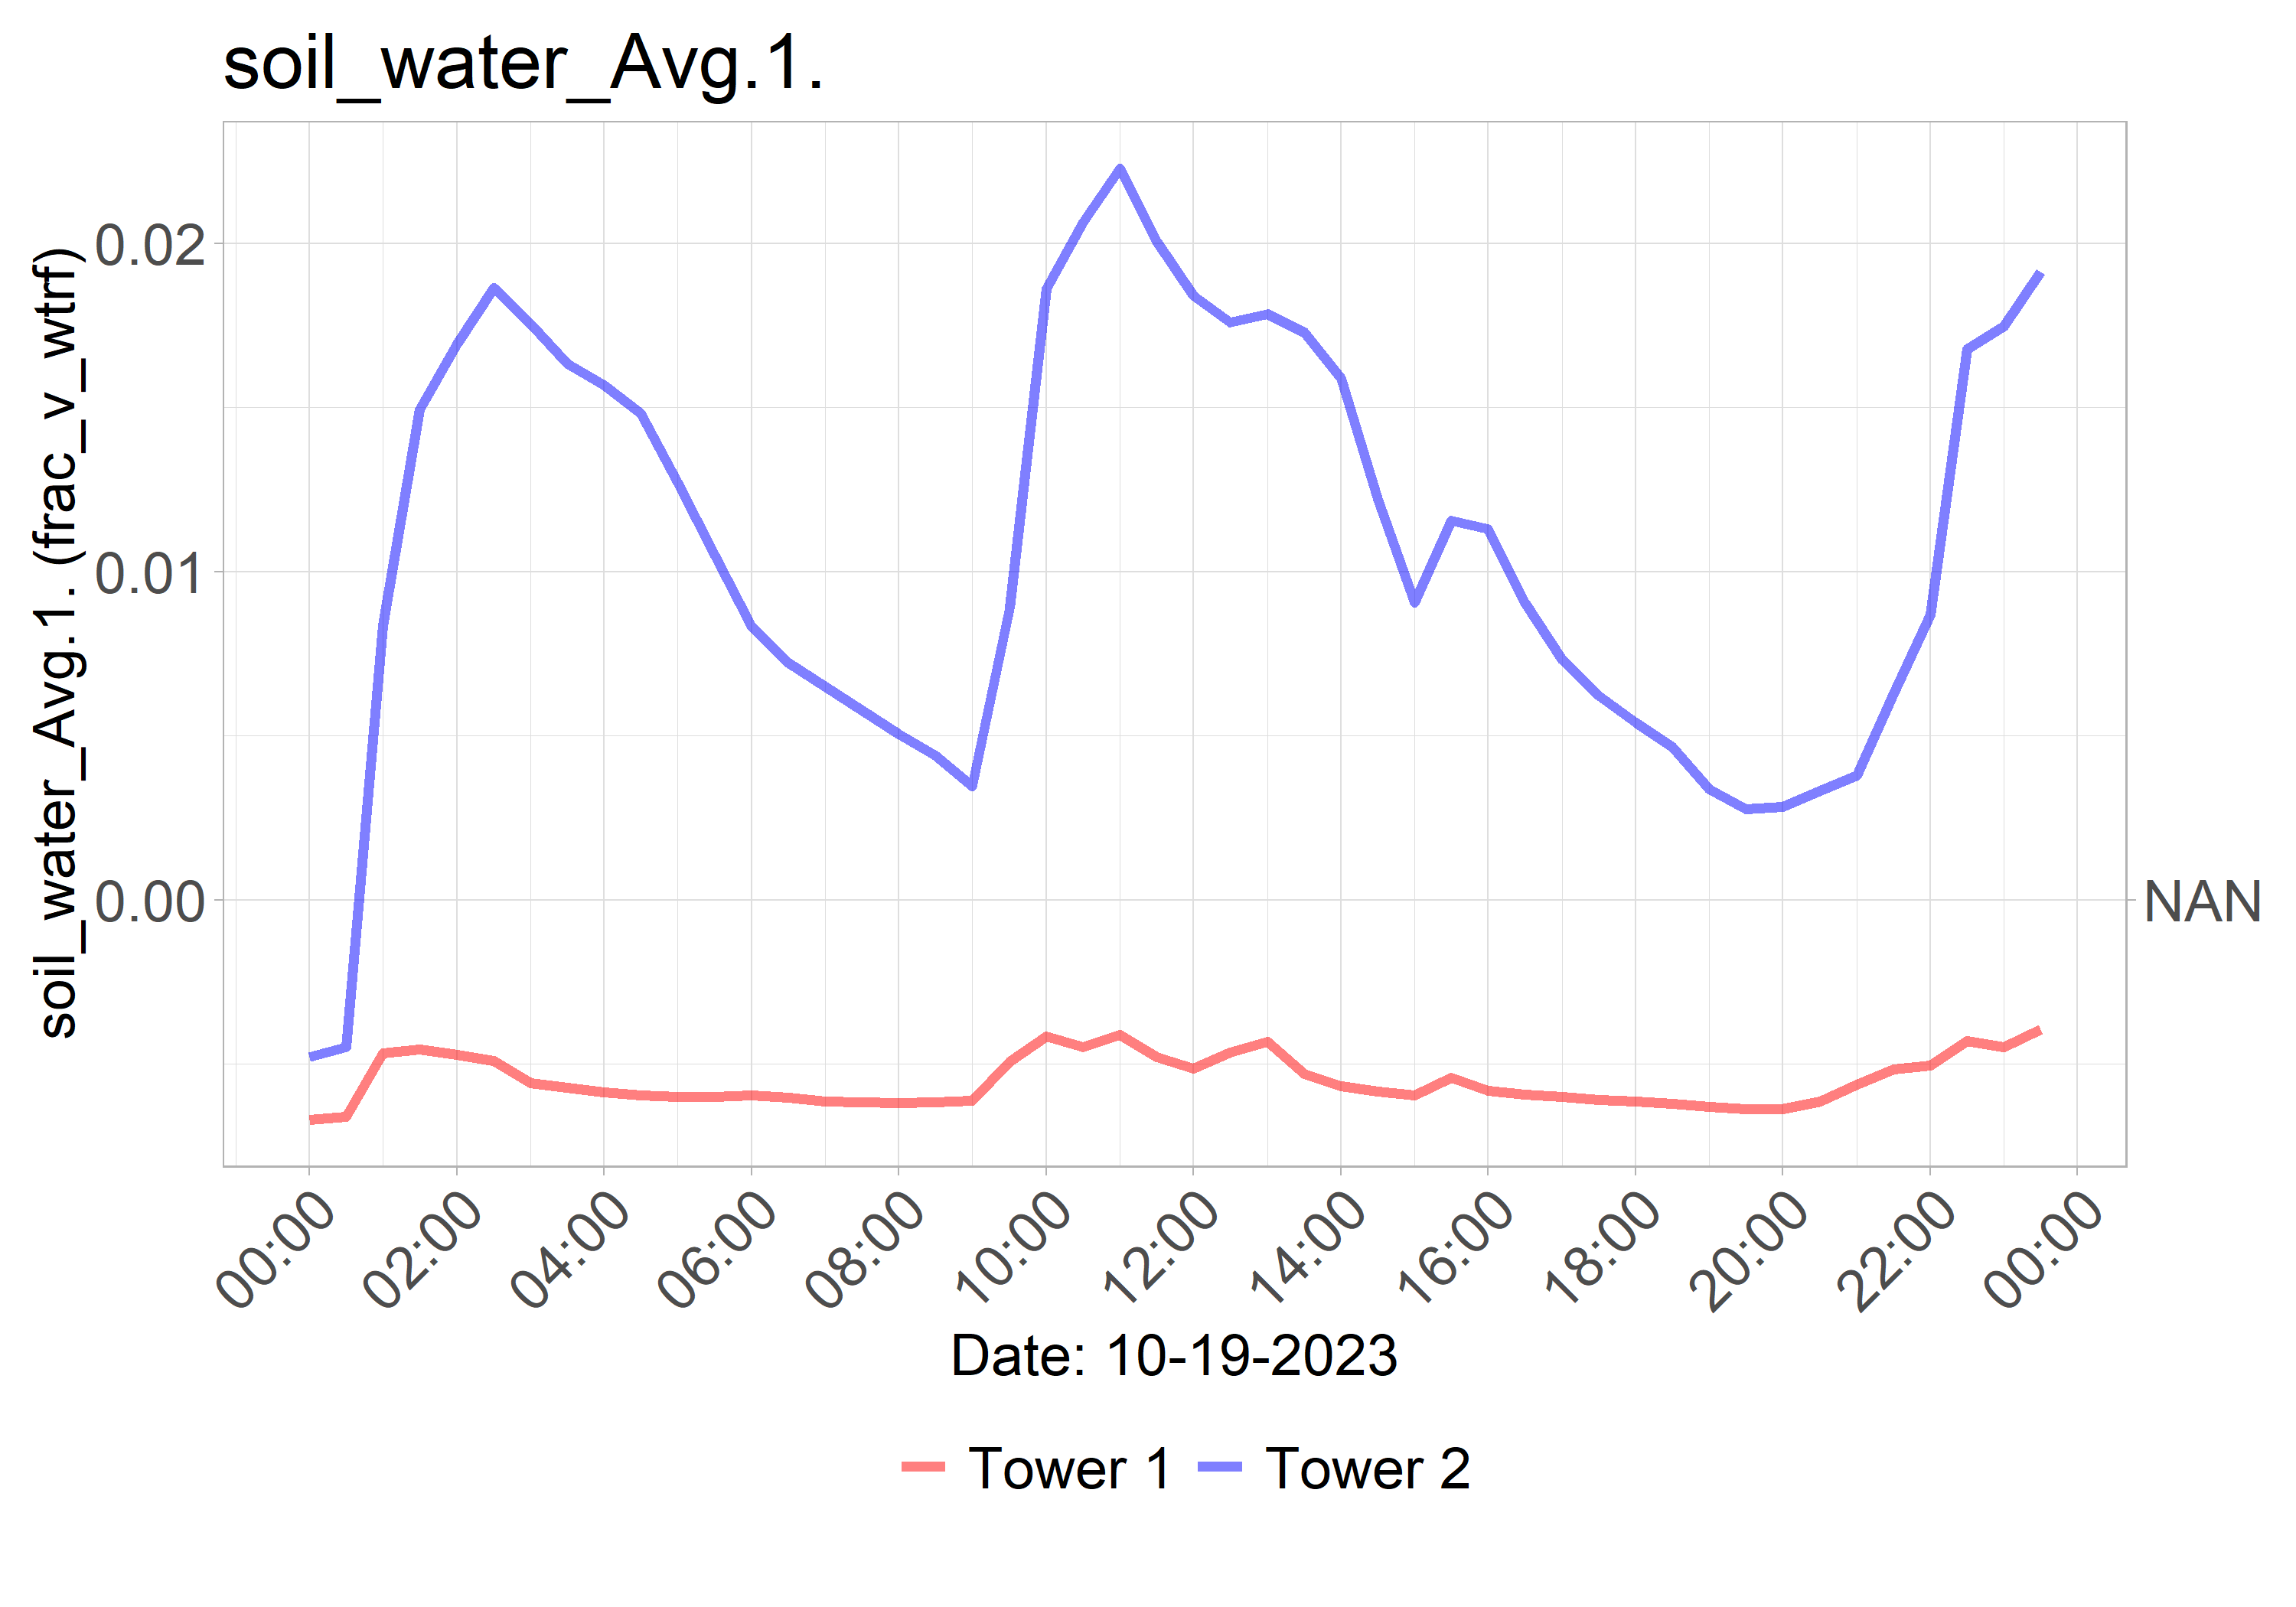 soil_water_Avg.1.
soil_water_Avg.1. (frac_v_wtrf)
0.02
0.01
0.00
NAN
00:00
02:00
04:00
06:00
08:00
10:00
12:00
14:00
16:00
18:00
20:00
22:00
00:00
Date: 10-19-2023
Tower 1
Tower 2